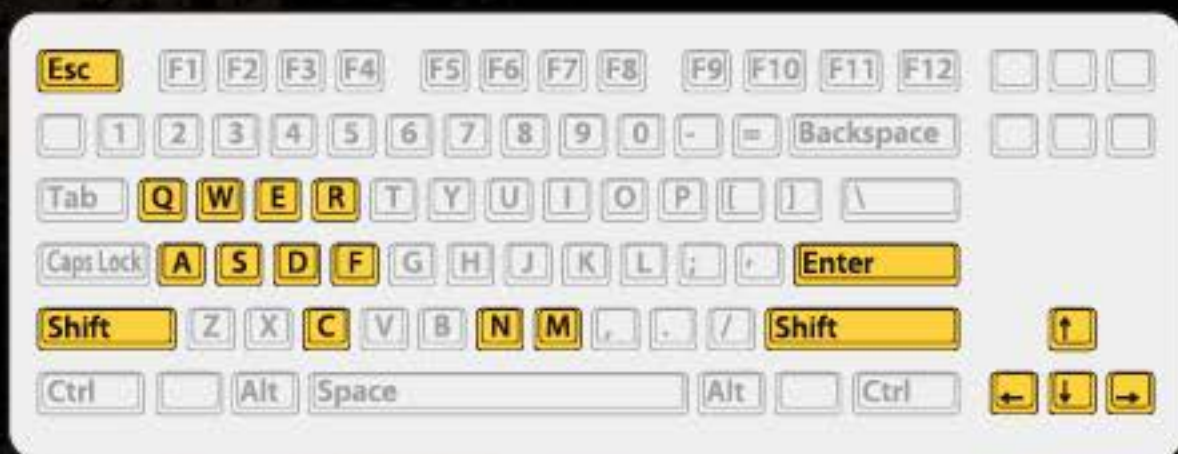 Esc F1 F2 F3 F4 F5 F6 F7 F8 F9 F10 F11 F12
1 2 3 4 5 6 7 8 9 0 - = Backspace
Tab Q W E R T Y U I O P [ ] \
Caps Lock A S D F G H J K L ; ' Enter
Shift Z X C V B N M , . / Shift ↑
Ctrl Alt Space Alt Ctrl ← ↓ →